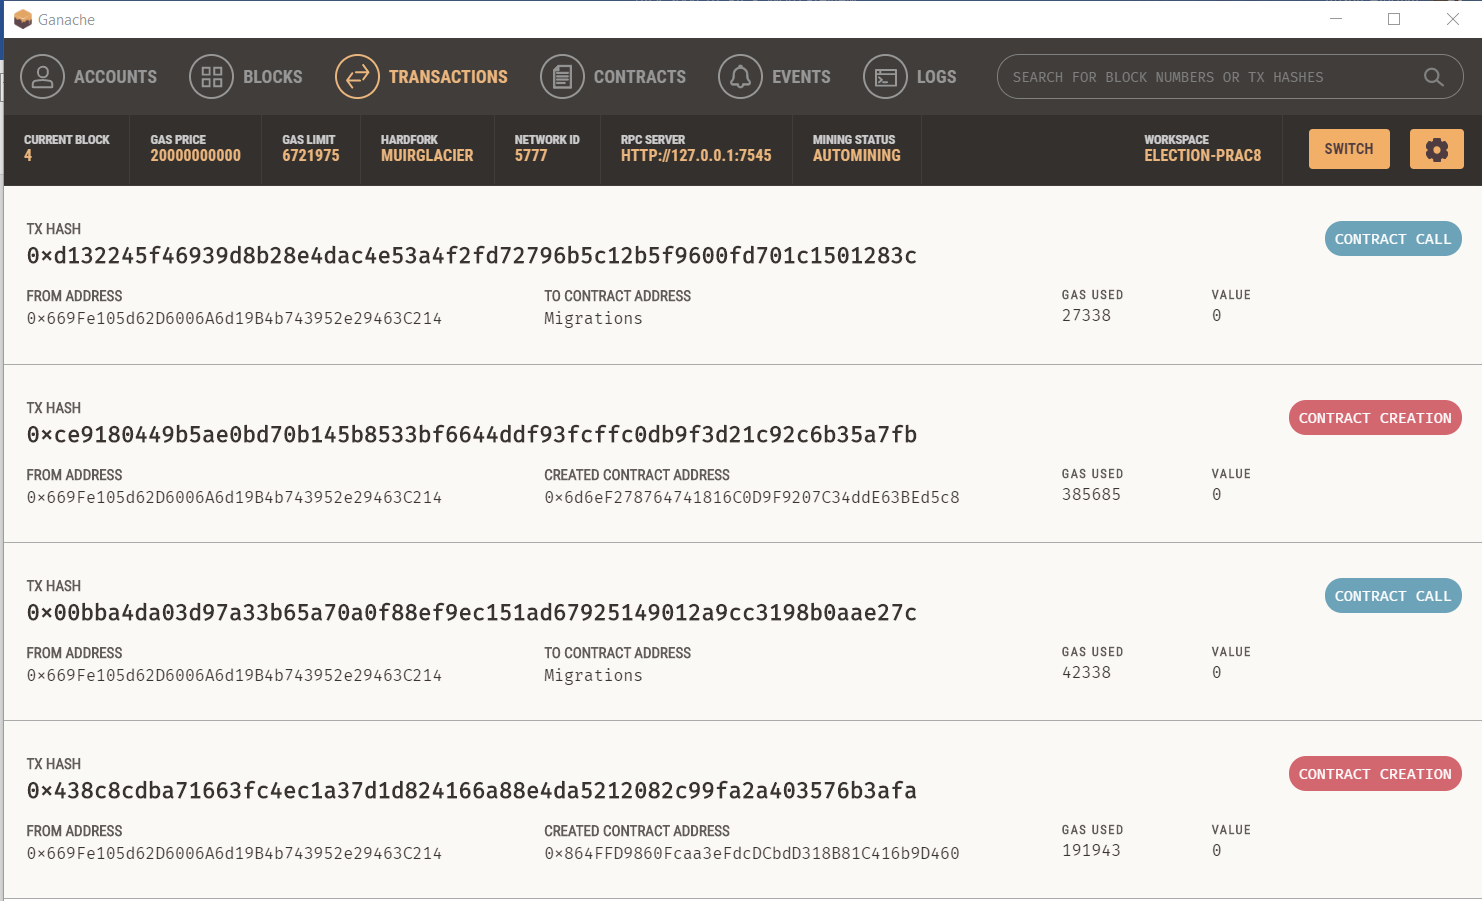 Ganache
ACCOUNTS BLOCKS TRANSACTIONS CONTRACTS EVENTS LOGS SEARCH FOR BLOCK NUMBERS OR TX HASHES
CURRENT BLOCK GAS PRICE GAS LIMIT HARDFORK NETWORK ID RPC SERVER MINING STATUS WORKSPACE
4 20000000000 6721975 MUIRGLACIER 5777 HTTP://127.0.0.1:7545 AUTOMINING ELECTION-PRAC8 SWITCH
TX HASH
0×d132245f46939d8b28e4dac4e53a4f2fd72796b5c12b5f9600fd701c1501283c CONTRACT CALL
FROM ADDRESS TO CONTRACT ADDRESS GAS USED VALUE
0×669Fe105d62D6006A6d19B4b743952e29463C214 Migrations 27338 0
TX HASH
0×ce9180449b5ae0bd70b145b8533bf6644ddf93fcffc0db9f3d21c92c6b35a7fb CONTRACT CREATION
FROM ADDRESS CREATED CONTRACT ADDRESS GAS USED VALUE
0×669Fe105d62D6006A6d19B4b743952e29463C214 0×6d6eF278764741816C0D9F9207C34ddE63BEd5c8 385685 0
TX HASH
0×00bba4da03d97a33b65a70a0f88ef9ec151ad67925149012a9cc3198b0aae27c CONTRACT CALL
FROM ADDRESS TO CONTRACT ADDRESS GAS USED VALUE
0×669Fe105d62D6006A6d19B4b743952e29463C214 Migrations 42338 0
TX HASH
0×438c8cdba71663fc4ec1a37d1d824166a88e4da5212082c99fa2a403576b3afa CONTRACT CREATION
FROM ADDRESS CREATED CONTRACT ADDRESS GAS USED VALUE
0×669Fe105d62D6006A6d19B4b743952e29463C214 0×864FFD9860Fcaa3eFdcDCbdD318B81C416b9D460 191943 0